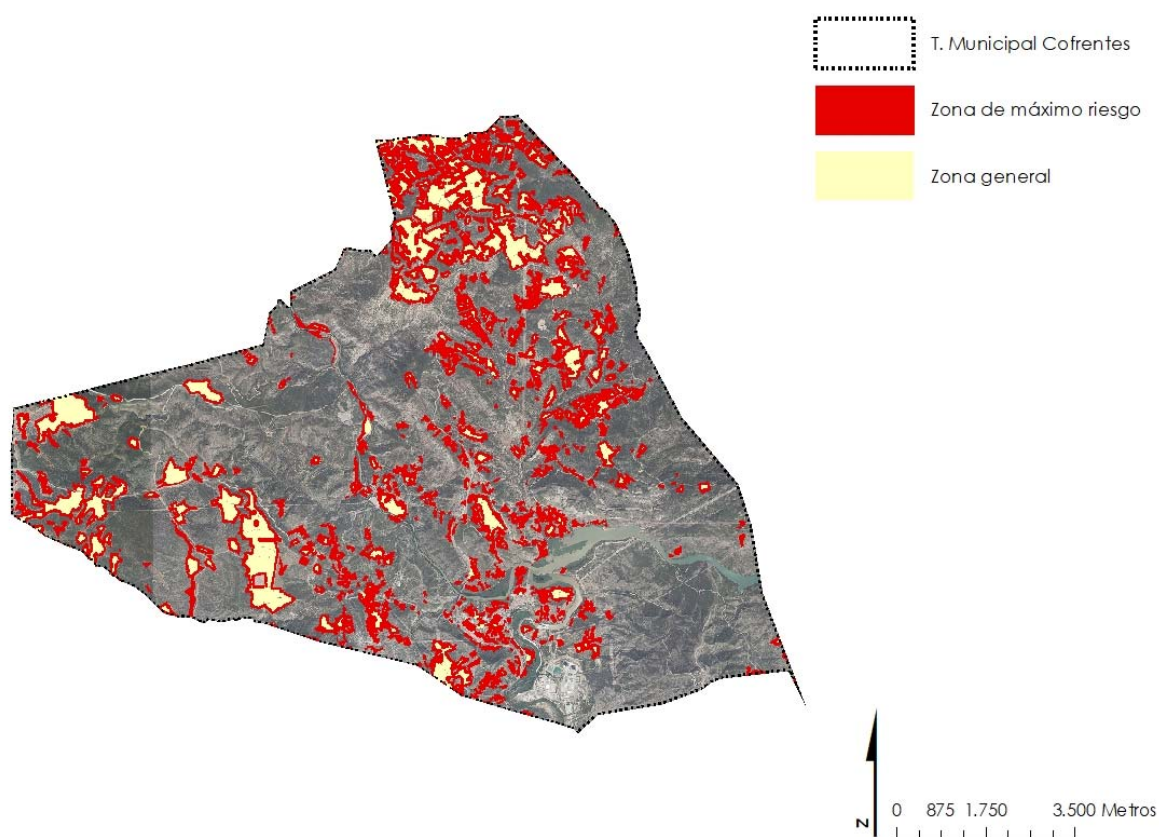 T. Municipal Cofrentes
Zona de máximo riesgo
Zona general
N
0 875 1.750 3.500 Metros